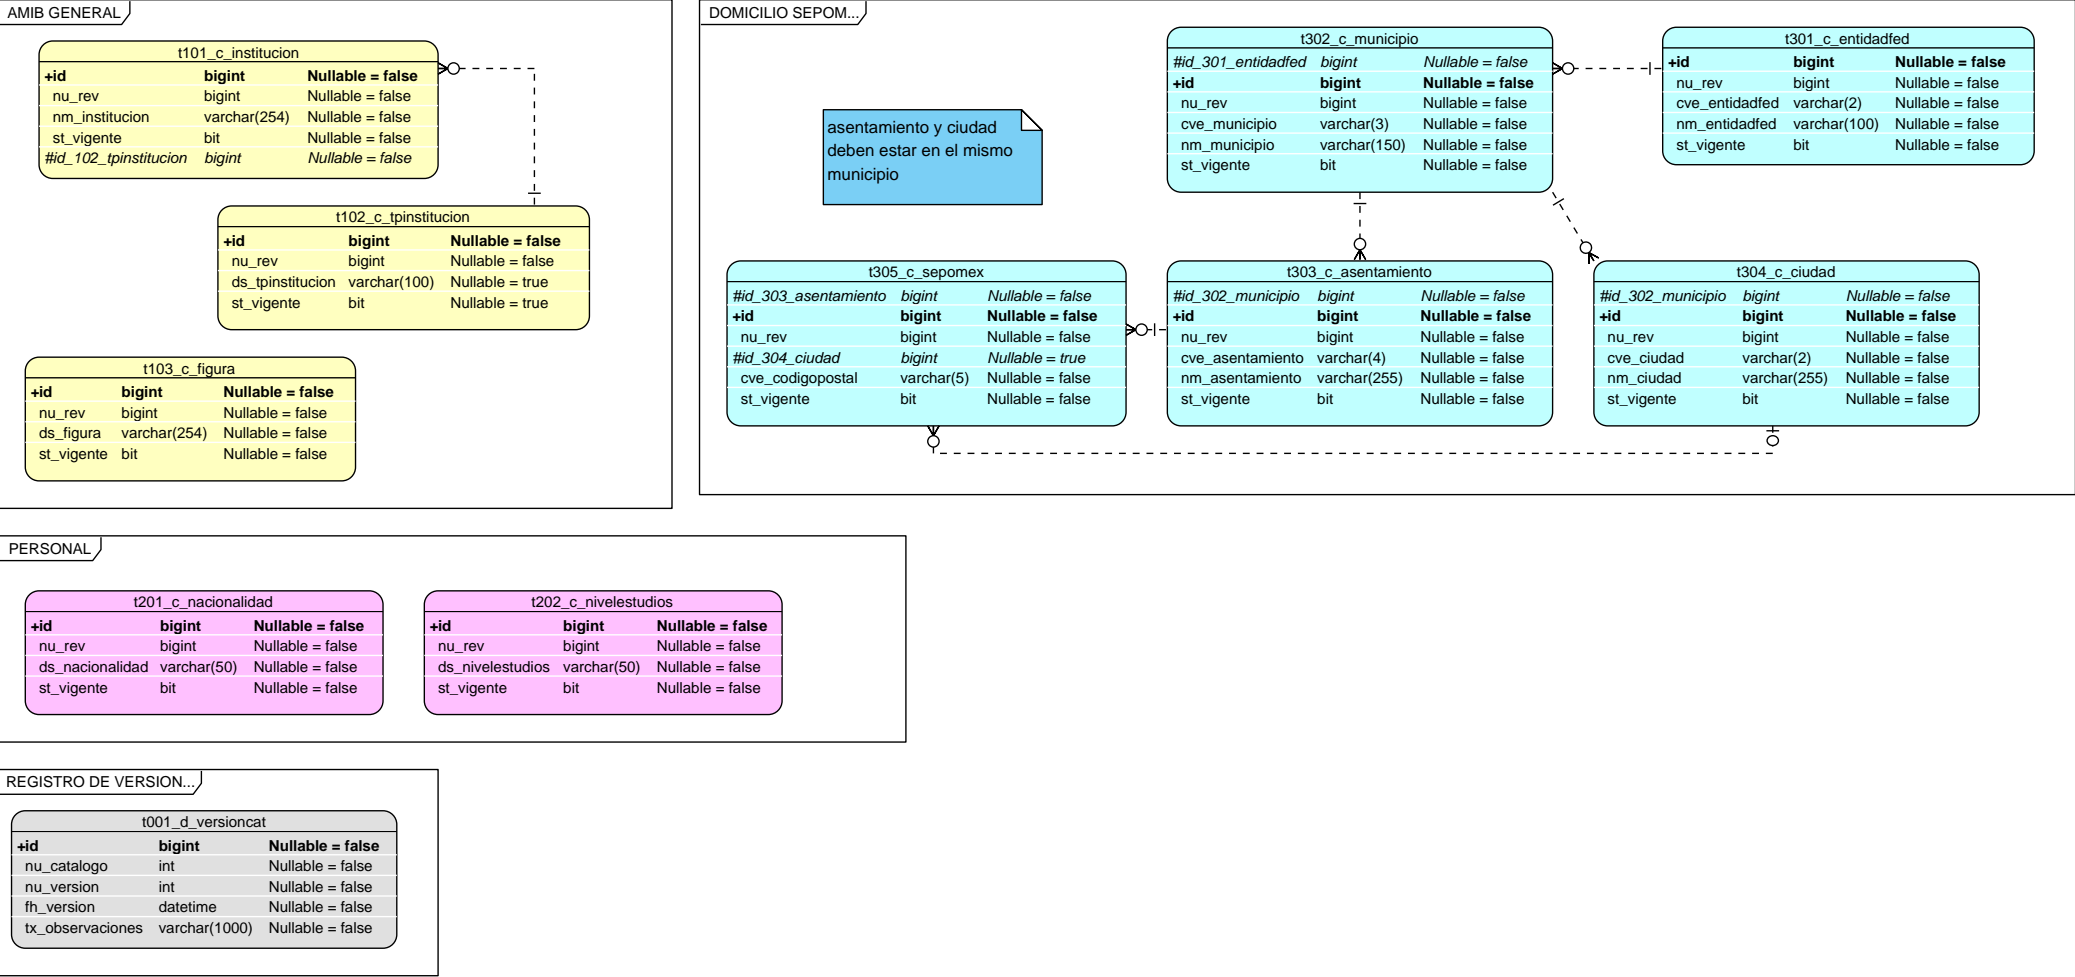 AMIB GENERAL
t101_c_institucion
+id bigint Nullable = false
nu_rev bigint Nullable = false
nm_institucion varchar(254) Nullable = false
st_vigente bit Nullable = false
#id_102_tpinstitucion bigint Nullable = false
t102_c_tpinstitucion
+id bigint Nullable = false
nu_rev bigint Nullable = false
ds_tpinstitucion varchar(100) Nullable = true
st_vigente bit Nullable = true
t103_c_figura
+id bigint Nullable = false
nu_rev bigint Nullable = false
ds_figura varchar(254) Nullable = false
st_vigente bit Nullable = false
DOMICILIO SEPOM...
asentamiento y ciudad
deben estar en el mismo
municipio
t302_c_municipio
#id_301_entidadfed bigint Nullable = false
+id bigint Nullable = false
nu_rev bigint Nullable = false
cve_municipio varchar(3) Nullable = false
nm_municipio varchar(150) Nullable = false
st_vigente bit Nullable = false
t301_c_entidadfed
+id bigint Nullable = false
nu_rev bigint Nullable = false
cve_entidadfed varchar(2) Nullable = false
nm_entidadfed varchar(100) Nullable = false
st_vigente bit Nullable = false
t305_c_sepomex
#id_303_asentamiento bigint Nullable = false
+id bigint Nullable = false
nu_rev bigint Nullable = false
#id_304_ciudad bigint Nullable = true
cve_codigopostal varchar(5) Nullable = false
st_vigente bit Nullable = false
t303_c_asentamiento
#id_302_municipio bigint Nullable = false
+id bigint Nullable = false
nu_rev bigint Nullable = false
cve_asentamiento varchar(4) Nullable = false
nm_asentamiento varchar(255) Nullable = false
st_vigente bit Nullable = false
t304_c_ciudad
#id_302_municipio bigint Nullable = false
+id bigint Nullable = false
nu_rev bigint Nullable = false
cve_ciudad varchar(2) Nullable = false
nm_ciudad varchar(255) Nullable = false
st_vigente bit Nullable = false
PERSONAL
t201_c_nacionalidad
+id bigint Nullable = false
nu_rev bigint Nullable = false
ds_nacionalidad varchar(50) Nullable = false
st_vigente bit Nullable = false
t202_c_nivelestudios
+id bigint Nullable = false
nu_rev bigint Nullable = false
ds_nivelestudios varchar(50) Nullable = false
st_vigente bit Nullable = false
REGISTRO DE VERSION...
t001_d_versioncat
+id bigint Nullable = false
nu_catalogo int Nullable = false
nu_version int Nullable = false
fh_version datetime Nullable = false
tx_observaciones varchar(1000) Nullable = false